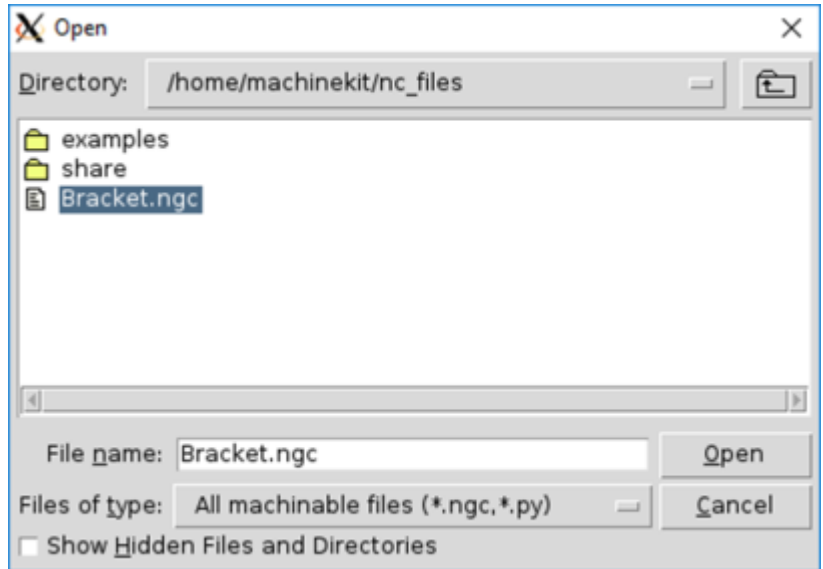 Open
Directory: /home/machinekit/nc_files
examples
share
Bracket.ngc
File name: Bracket.ngc Open
Files of type: All machinable files (*.ngc,*.py) Cancel
Show Hidden Files and Directories